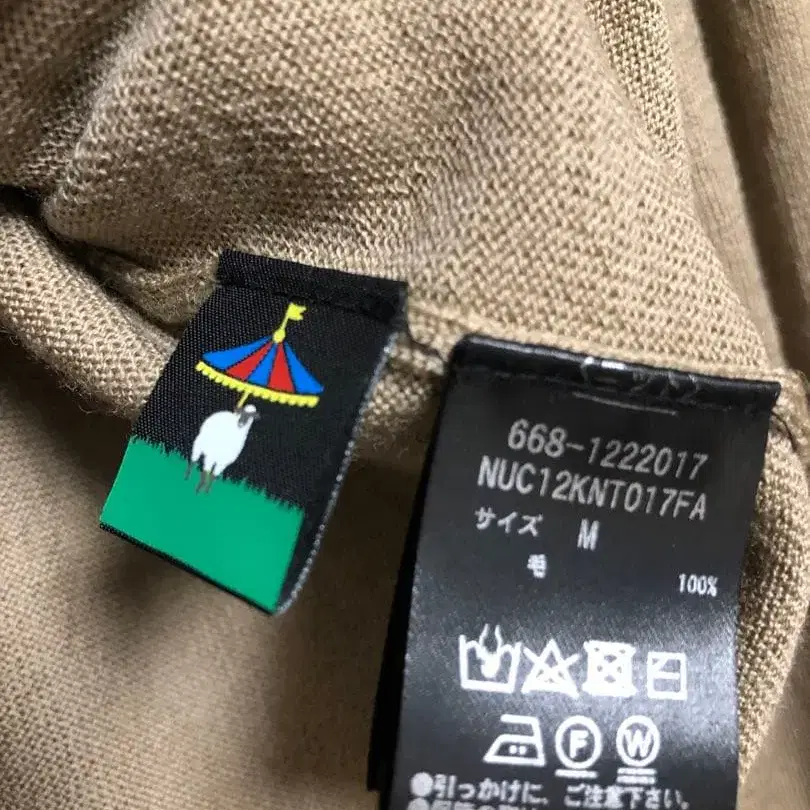 668-1222017
NUC12KNT017FA
サイズ M
毛 100%
F W
●引っかけに、ご注意下さい